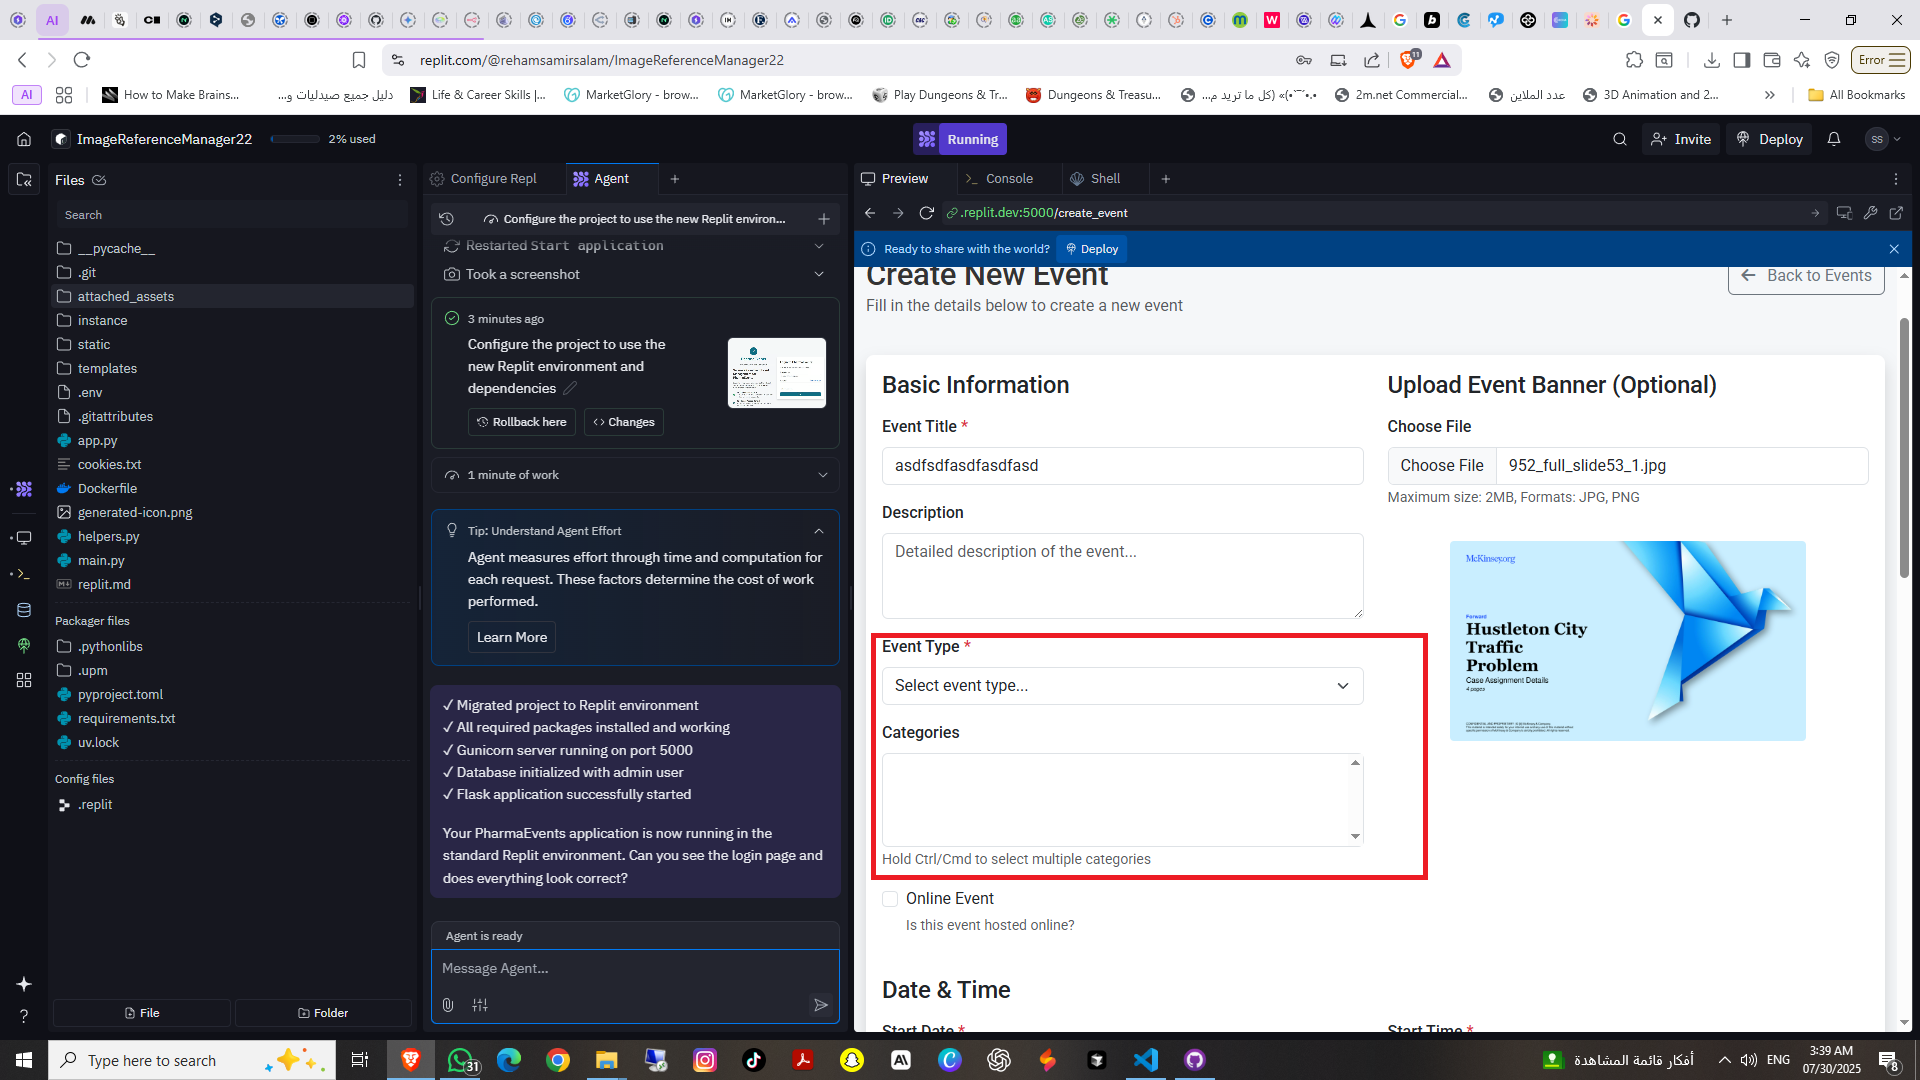 replit.com/@rehamsamirsalam/ImageReferenceManager22
11
Error
AI
How to Make Brains...
دليل جميع صيدليات و...
Life & Career Skills |...
MarketGlory - brow...
MarketGlory - brow...
Play Dungeons & Tr...
Dungeons & Treasu...
2m.net Commercial...
عدد الملاين
3D Animation and 2...
All Bookmarks
ImageReferenceManager22
2% used
Running
Invite
Deploy
SS
Files
Search
__pycache__
.git
attached_assets
instance
static
templates
.env
.gitattributes
app.py
cookies.txt
Dockerfile
generated-icon.png
helpers.py
main.py
replit.md
Packager files
.pythonlibs
.upm
pyproject.toml
requirements.txt
uv.lock
Config files
.replit
File
Folder
Configure Repl
Agent
Configure the project to use the new Replit environ...
Restarted Start application
Took a screenshot
3 minutes ago
Configure the project to use the
new Replit environment and
dependencies
Rollback here
Changes
1 minute of work
Tip: Understand Agent Effort
Agent measures effort through time and computation for
each request. These factors determine the cost of work
performed.
Learn More
✓ Migrated project to Replit environment
✓ All required packages installed and working
✓ Gunicorn server running on port 5000
✓ Database initialized with admin user
✓ Flask application successfully started
Your PharmaEvents application is now running in the
standard Replit environment. Can you see the login page and
does everything look correct?
Agent is ready
Message Agent...
Preview
Console
Shell
.replit.dev:5000/create_event
Ready to share with the world?
Deploy
Create New Event
Fill in the details below to create a new event
Back to Events
Basic Information
Event Title *
asdfsdfasdfasdfasd
Description
Detailed description of the event...
Event Type *
Select event type...
Categories
Hold Ctrl/Cmd to select multiple categories
Online Event
Is this event hosted online?
Date & Time
Start Date *
Start Time *
Upload Event Banner (Optional)
Choose File
Choose File
952_full_slide53_1.jpg
Maximum size: 2MB, Formats: JPG, PNG
McKinsey.org
Forward
Hustleton City
Traffic
Problem
Case Assignment Details
4 pages
Type here to search
31
أفكار قائمة المشاهدة
ENG
3:39 AM
07/30/2025
8